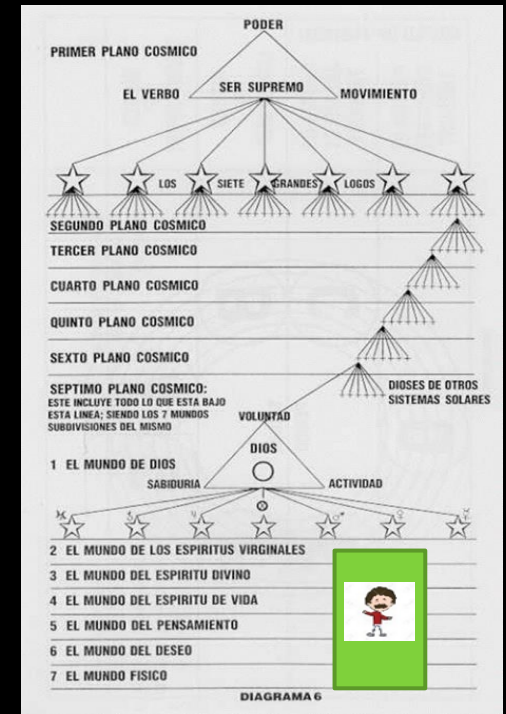 PODER
PRIMER PLANO COSMICO
SER SUPREMO
EL VERBO
MOVIMIENTO
LOS SIETE GRANDES LOGOS
SEGUNDO PLANO COSMICO
TERCER PLANO COSMICO
CUARTO PLANO COSMICO
QUINTO PLANO COSMICO
SEXTO PLANO COSMICO
SEPTIMO PLANO COSMICO:
ESTE INCLUYE TODO LO QUE ESTA BAJO
ESTA LINEA; SIENDO LOS 7 MUNDOS
SUBDIVISIONES DEL MISMO
DIOSES DE OTROS
SISTEMAS SOLARES
VOLUNTAD
DIOS
1 EL MUNDO DE DIOS
SABIDURIA
ACTIVIDAD
2 EL MUNDO DE LOS ESPIRITUS VIRGINALES
3 EL MUNDO DEL ESPIRITU DIVINO
4 EL MUNDO DEL ESPIRITU DE VIDA
5 EL MUNDO DEL PENSAMIENTO
6 EL MUNDO DEL DESEO
7 EL MUNDO FISICO
DIAGRAMA 6